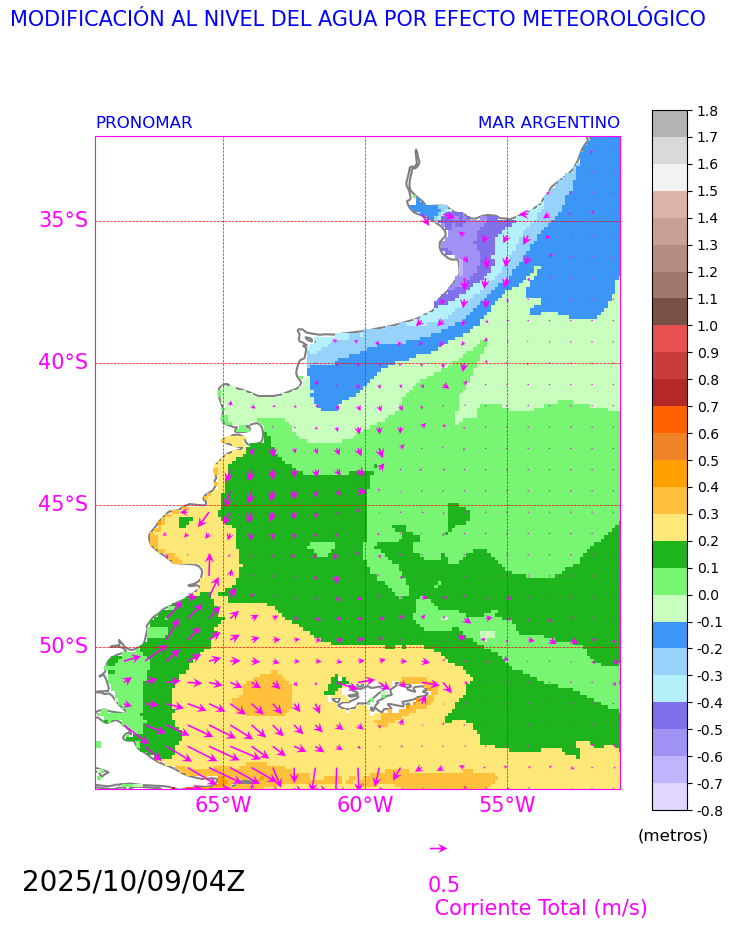 MODIFICACIÓN AL NIVEL DEL AGUA POR EFECTO METEOROLÓGICO
PRONOMAR
MAR ARGENTINO
35°S
40°S
45°S
50°S
65°W
60°W
55°W
1.8
1.7
1.6
1.5
1.4
1.3
1.2
1.1
1.0
0.9
0.8
0.7
0.6
0.5
0.4
0.3
0.2
0.1
0.0
-0.1
-0.2
-0.3
-0.4
-0.5
-0.6
-0.7
-0.8
(metros)
2025/10/09/04Z
0.5
Corriente Total (m/s)